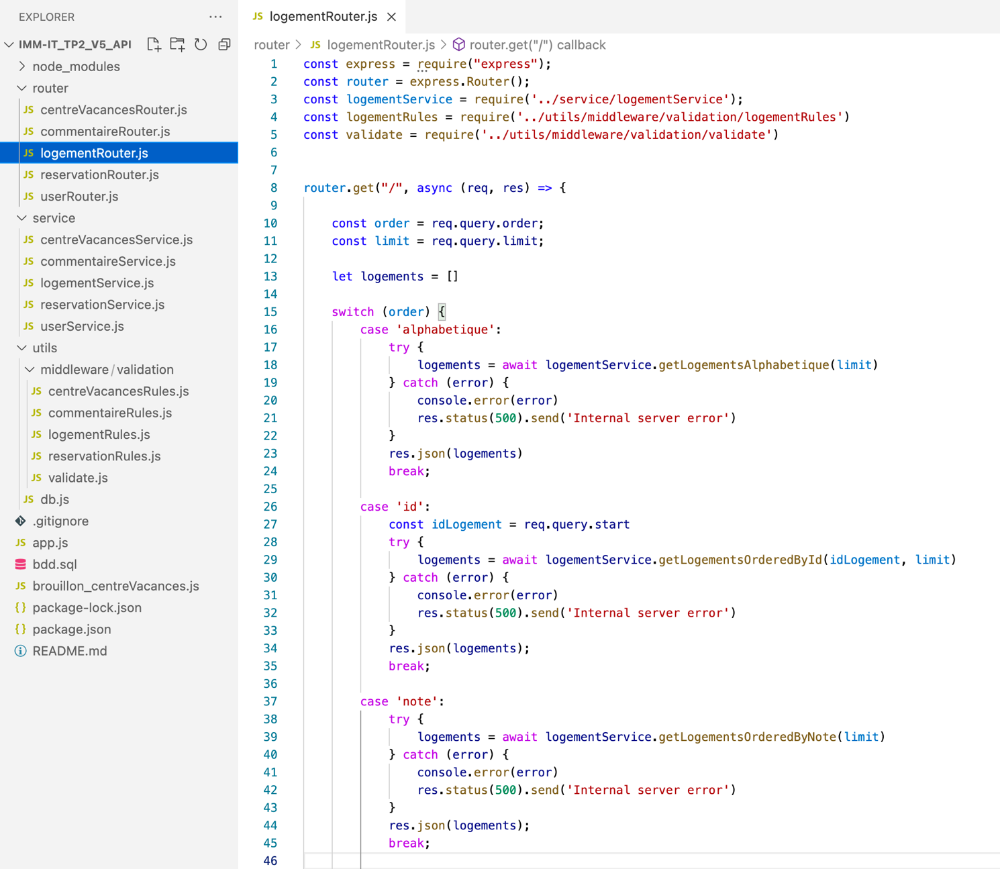 EXPLORER
IMM-IT_TP2_V5_API
node_modules
router
JS centreVacancesRouter.js
JS commentaireRouter.js
JS logementRouter.js
JS reservationRouter.js
JS userRouter.js
service
JS centreVacancesService.js
JS commentaireService.js
JS logementService.js
JS reservationService.js
JS userService.js
utils
middleware/validation
JS centreVacancesRules.js
JS commentaireRules.js
JS logementRules.js
JS reservationRules.js
JS validate.js
JS db.js
.gitignore
JS app.js
bdd.sql
JS brouillon_centreVacances.js
{} package-lock.json
{} package.json
README.md
JS logementRouter.js
router > JS logementRouter.js > router.get("/") callback
1 const express = require("express");
2 const router = express.Router();
3 const logementService = require('../service/logementService');
4 const logementRules = require('../utils/middleware/validation/logementRules')
5 const validate = require('../utils/middleware/validation/validate')
6
7
8 router.get("/", async (req, res) => {
9
10 const order = req.query.order;
11 const limit = req.query.limit;
12
13 let logements = []
14
15 switch (order) {
16 case 'alphabetique':
17 try {
18 logements = await logementService.getLogementsAlphabetique(limit)
19 } catch (error) {
20 console.error(error)
21 res.status(500).send('Internal server error')
22 }
23 res.json(logements)
24 break;
25
26 case 'id':
27 const idLogement = req.query.start
28 try {
29 logements = await logementService.getLogementsOrderedById(idLogement, limit)
30 } catch (error) {
31 console.error(error)
32 res.status(500).send('Internal server error')
33 }
34 res.json(logements);
35 break;
36
37 case 'note':
38 try {
39 logements = await logementService.getLogementsOrderedByNote(limit)
40 } catch (error) {
41 console.error(error)
42 res.status(500).send('Internal server error')
43 }
44 res.json(logements);
45 break;
46